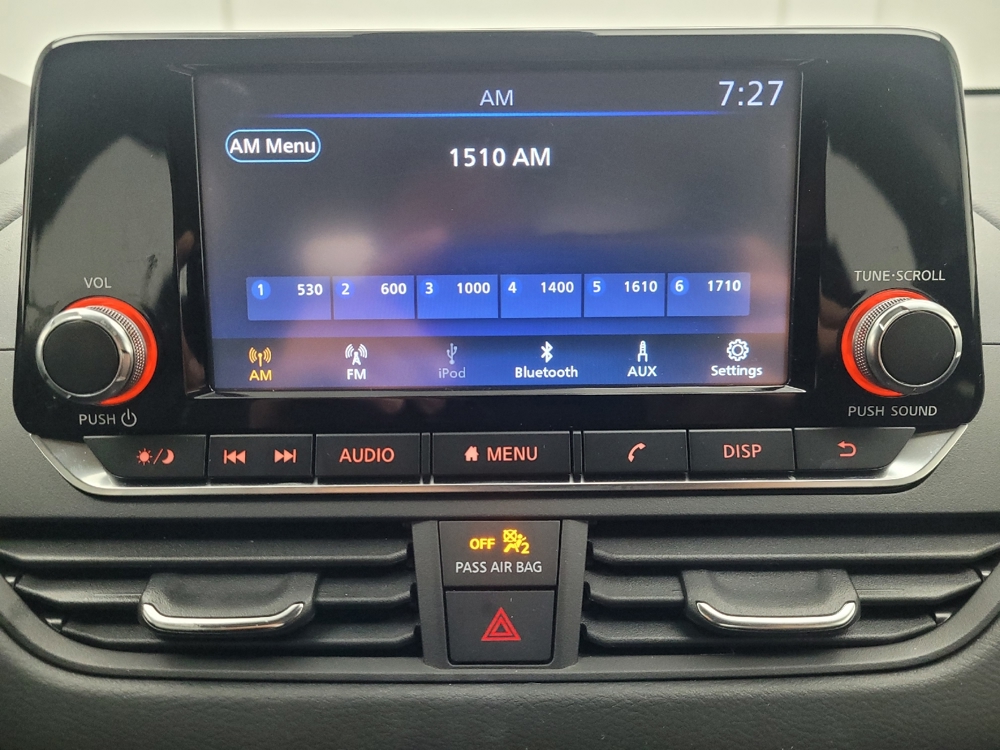 AM
7:27
AM Menu
1510 AM
1 530 2 600 3 1000 4 1400 5 1610 6 1710
AM FM iPod Bluetooth AUX Settings
VOL
PUSH
TUNE·SCROLL
PUSH SOUND
AUDIO MENU DISP
OFF 2
PASS AIR BAG